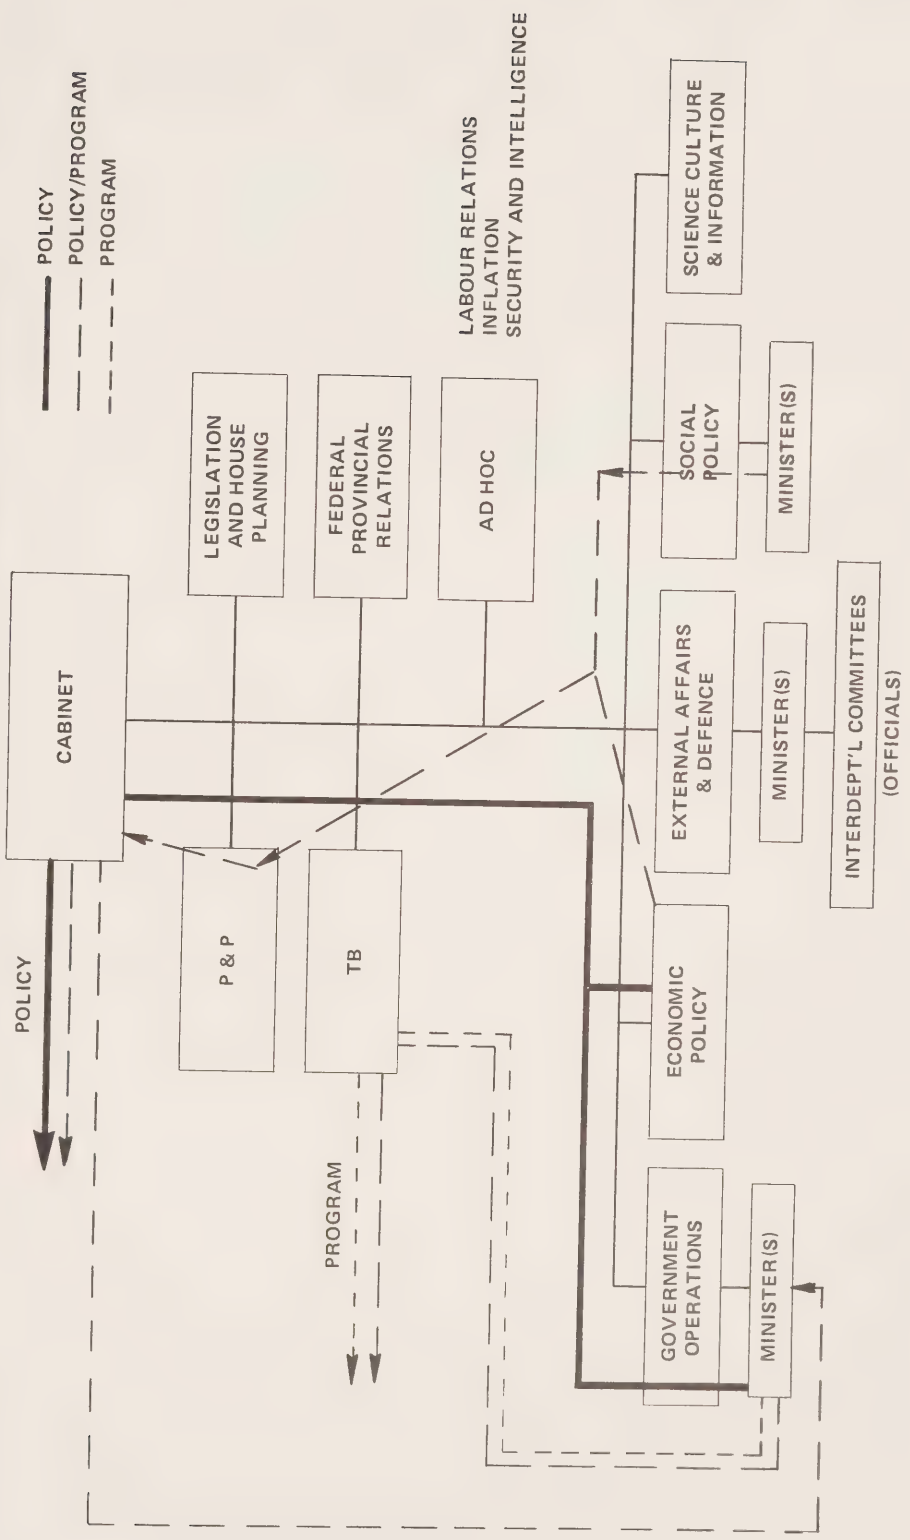 POLICY
POLICY/PROGRAM
PROGRAM
CABINET
POLICY
P & P
LEGISLATION
AND HOUSE
PLANNING
TB
FEDERAL
PROVINCIAL
RELATIONS
PROGRAM
AD HOC
LABOUR RELATIONS
INFLATION
SECURITY AND INTELLIGENCE
GOVERNMENT
OPERATIONS
ECONOMIC
POLICY
EXTERNAL AFFAIRS
& DEFENCE
SOCIAL
POLICY
SCIENCE CULTURE
& INFORMATION
MINISTER(S)
MINISTER(S)
MINISTER(S)
INTERDEPT'L COMMITTEES
(OFFICIALS)